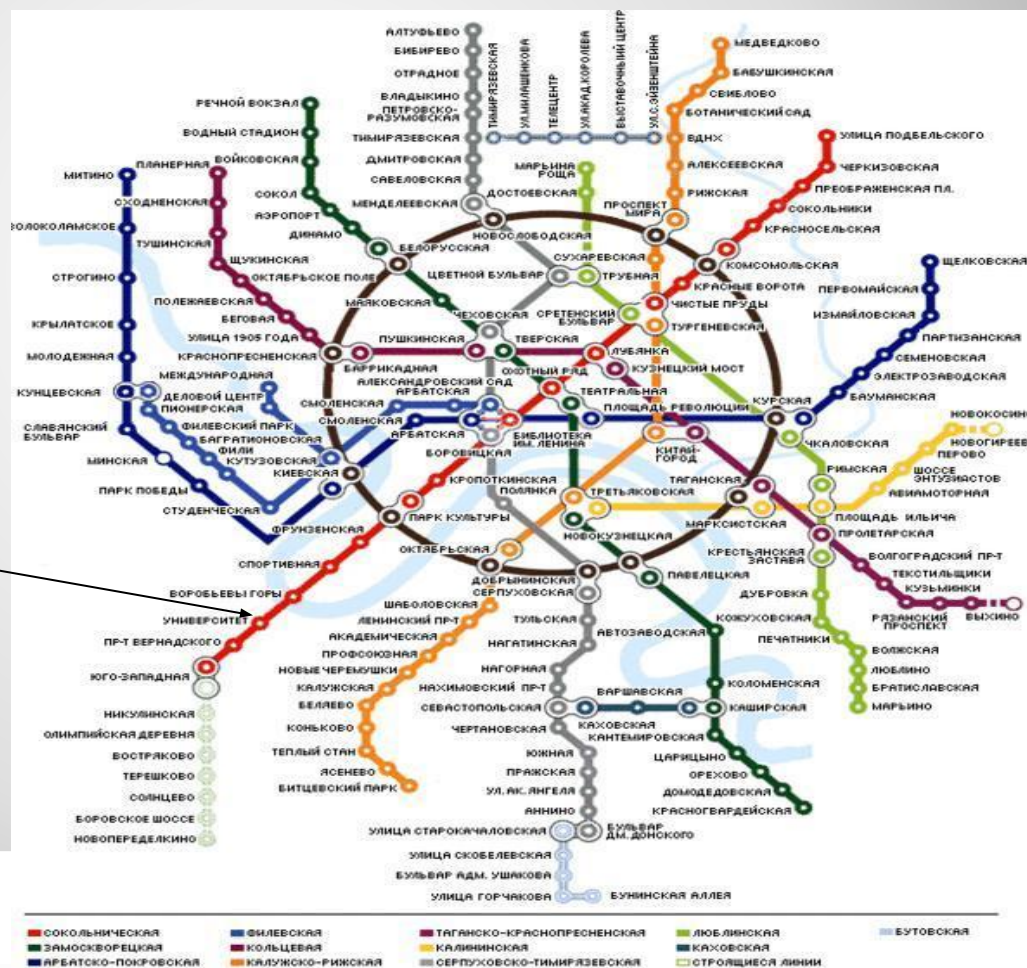 АЛТУФЬЕВО
БИБИРЕВО
ОТРАДНОЕ
ВЛАДЫКИНО
ПЕТРОВСКО-
РАЗУМОВСКАЯ
ТИМИРЯЗЕВСКАЯ
ДМИТРОВСКАЯ
САВЕЛОВСКАЯ
МЕНДЕЛЕЕВСКАЯ
ТИМИРЯЗЕВСКАЯ
УЛ.МИЛАШЕНКОВА
ТЕЛЕЦЕНТР
УЛ.АКАД.КОРОЛЕВА
ВЫСТАВОЧНЫЙ ЦЕНТР
УЛ.С.ЭЙЗЕНШТЕЙНА
МЕДВЕДКОВО
БАБУШКИНСКАЯ
СВИБЛОВО
БОТАНИЧЕСКИЙ САД
ВДНХ
АЛЕКСЕЕВСКАЯ
РИЖСКАЯ
ПРОСПЕКТ
МИРА
МАРЬИНА
РОЩА
ДОСТОЕВСКАЯ
УЛИЦА ПОДБЕЛЬСКОГО
ЧЕРКИЗОВСКАЯ
ПРЕОБРАЖЕНСКАЯ ПЛ.
СОКОЛЬНИКИ
КРАСНОСЕЛЬСКАЯ
КОМСОМОЛЬСКАЯ
КРАСНЫЕ ВОРОТА
ЧИСТЫЕ ПРУДЫ
ТУРГЕНЕВСКАЯ
РЕЧНОЙ ВОКЗАЛ
ВОДНЫЙ СТАДИОН
ВОЙКОВСКАЯ
СОКОЛ
АЭРОПОРТ
ДИНАМО
БЕЛОРУССКАЯ
НОВОСЛОБОДСКАЯ
МАЯКОВСКАЯ
ЦВЕТНОЙ БУЛЬВАР
ТРУБНАЯ
СУХАРЕВСКАЯ
СРЕТЕНСКИЙ
БУЛЬВАР
ЧЕХОВСКАЯ
ПУШКИНСКАЯ
ТВЕРСКАЯ
ЛУБЯНКА
КУЗНЕЦКИЙ МОСТ
ПЛАНЕРНАЯ
СХОДНЕНСКАЯ
ТУШИНСКАЯ
ЩУКИНСКАЯ
ОКТЯБРЬСКОЕ ПОЛЕ
ПОЛЕЖАЕВСКАЯ
БЕГОВАЯ
УЛИЦА 1905 ГОДА
КРАСНОПРЕСНЕНСКАЯ
БАРРИКАДНАЯ
МИТИНО
ВОЛОКОЛАМСКОЕ
СТРОГИНО
КРЫЛАТСКОЕ
МОЛОДЕЖНАЯ
КУНЦЕВСКАЯ
СЛАВЯНСКИЙ
БУЛЬВАР
МИНСКАЯ
ПАРК ПОБЕДЫ
МЕЖДУНАРОДНАЯ
ДЕЛОВОЙ ЦЕНТР
ПИОНЕРСКАЯ
ФИЛЕВСКИЙ ПАРК
БАГРАТИОНОВСКАЯ
ФИЛИ
КУТУЗОВСКАЯ
КИЕВСКАЯ
СТУДЕНЧЕСКАЯ
АЛЕКСАНДРОВСКИЙ САД
АРБАТСКАЯ
СМОЛЕНСКАЯ
СМОЛЕНСКАЯ
АРБАТСКАЯ
ОХОТНЫЙ РЯД
ТЕАТРАЛЬНАЯ
ПЛОЩАДЬ РЕВОЛЮЦИИ
БИБЛИОТЕКА
ИМ. ЛЕНИНА
БОРОВИЦКАЯ
КРОПОТКИНСКАЯ
ПОЛЯНКА
КИТАЙ-
ГОРОД
КУРСКАЯ
ЧКАЛОВСКАЯ
ЩЕЛКОВСКАЯ
ПЕРВОМАЙСКАЯ
ИЗМАЙЛОВСКАЯ
ПАРТИЗАНСКАЯ
СЕМЕНОВСКАЯ
ЭЛЕКТРОЗАВОДСКАЯ
БАУМАНСКАЯ
НОВОКОСИНО
НОВОГИРЕЕВО
ПЕРОВО
ШОССЕ
ЭНТУЗИАСТОВ
АВИАМОТОРНАЯ
РИМСКАЯ
ПЛОЩАДЬ ИЛЬИЧА
ТАГАНСКАЯ
МАРКСИСТСКАЯ
ТРЕТЬЯКОВСКАЯ
НОВОКУЗНЕЦКАЯ
ПРОЛЕТАРСКАЯ
КРЕСТЬЯНСКАЯ
ЗАСТАВА
ВОЛГОГРАДСКИЙ ПР-Т
ТЕКСТИЛЬЩИКИ
КУЗЬМИНКИ
РЯЗАНСКИЙ
ПРОСПЕКТ
ВЫХИНО
ДУБРОВКА
КОЖУХОВСКАЯ
ПЕЧАТНИКИ
ВОЛЖСКАЯ
ЛЮБЛИНО
БРАТИСЛАВСКАЯ
МАРЬИНО
ПАРК КУЛЬТУРЫ
ОКТЯБРЬСКАЯ
ДОБРЫНИНСКАЯ
СЕРПУХОВСКАЯ
ПАВЕЛЕЦКАЯ
ФРУНЗЕНСКАЯ
СПОРТИВНАЯ
ВОРОБЬЕВЫ ГОРЫ
УНИВЕРСИТЕТ
ПР-Т ВЕРНАДСКОГО
ЮГО-ЗАПАДНАЯ
НИКУЛИНСКАЯ
ОЛИМПИЙСКАЯ ДЕРЕВНЯ
ВОСТРЯКОВО
ТЕРЕШКОВО
СОЛНЦЕВО
БОРОВСКОЕ ШОССЕ
НОВОПЕРЕДЕЛКИНО
ШАБОЛОВСКАЯ
ЛЕНИНСКИЙ ПР-Т
АКАДЕМИЧЕСКАЯ
ПРОФСОЮЗНАЯ
НОВЫЕ ЧЕРЕМУШКИ
КАЛУЖСКАЯ
БЕЛЯЕВО
КОНЬКОВО
ТЕПЛЫЙ СТАН
ЯСЕНЕВО
БИТЦЕВСКИЙ ПАРК
ТУЛЬСКАЯ
НАГАТИНСКАЯ
НАГОРНАЯ
НАХИМОВСКИЙ ПР-Т
СЕВАСТОПОЛЬСКАЯ
ЧЕРТАНОВСКАЯ
ЮЖНАЯ
ПРАЖСКАЯ
УЛ. АК. ЯНГЕЛЯ
АННИНО
БУЛЬВАР
ДМ. ДОНСКОГО
УЛИЦА СТАРОКАЧАЛОВСКАЯ
УЛИЦА СКОБЕЛЕВСКАЯ
БУЛЬВАР АДМ. УШАКОВА
УЛИЦА ГОРЧАКОВА
БУНИНСКАЯ АЛЛЕЯ
АВТОЗАВОДСКАЯ
КОЛОМЕНСКАЯ
ВАРШАВСКАЯ
КАХОВСКАЯ
КАШИРСКАЯ
КАНТЕМИРОВСКАЯ
ЦАРИЦЫНО
ОРЕХОВО
ДОМОДЕДОВСКАЯ
КРАСНОГВАРДЕЙСКАЯ
СОКОЛЬНИЧЕСКАЯ
ЗАМОСКВОРЕЦКАЯ
АРБАТСКО-ПОКРОВСКАЯ
ФИЛЕВСКАЯ
КОЛЬЦЕВАЯ
КАЛУЖСКО-РИЖСКАЯ
ТАГАНСКО-КРАСНОПРЕСНЕНСКАЯ
КАЛИНИНСКАЯ
СЕРПУХОВСКО-ТИМИРЯЗЕВСКАЯ
ЛЮБЛИНСКАЯ
КАХОВСКАЯ
СТРОЯЩИЕСЯ ЛИНИИ
БУТОВСКАЯ